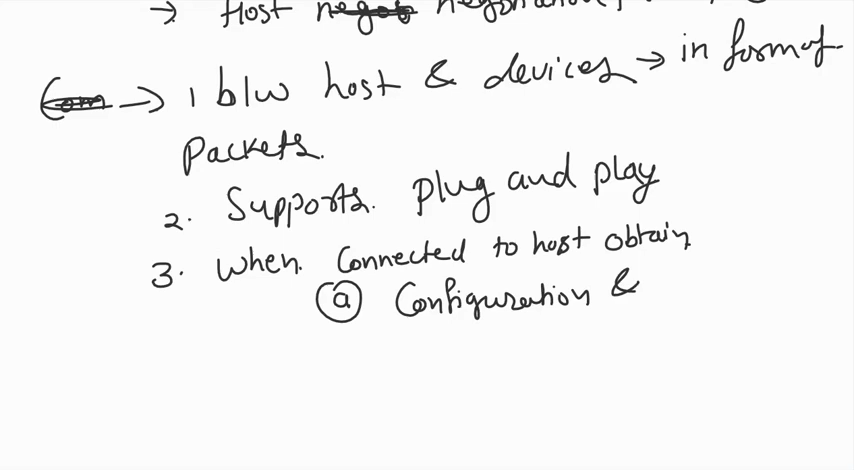 → Host
→ 1 b/w host & devices → in form of
Packets.
2. Supports. plug and play
3. When. Connected to host obtain
ⓐ Configuration &